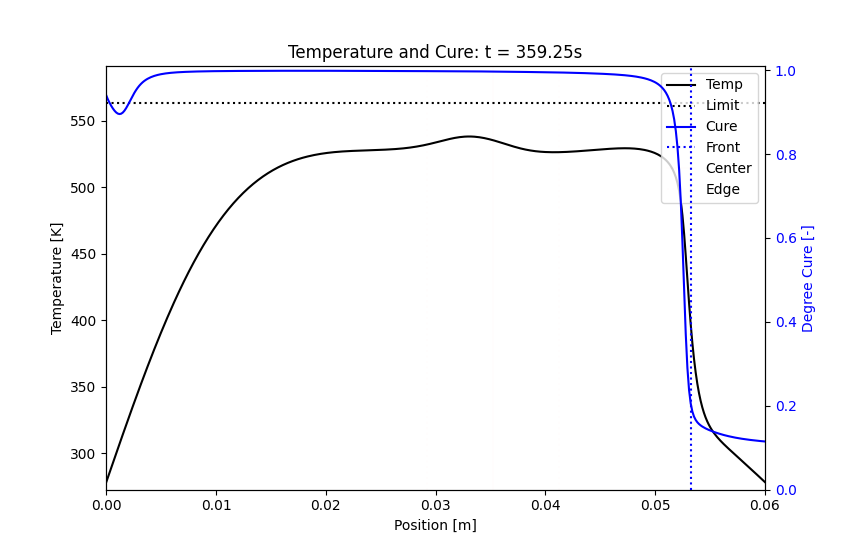 Temperature and Cure: t = 359.25s
Temp
Limit
Cure
Front
Center
Edge
Temperature [K]
550
500
450
400
350
300
Degree Cure [-]
1.0
0.8
0.6
0.4
0.2
0.0
0.00 0.01 0.02 0.03 0.04 0.05 0.06
Position [m]